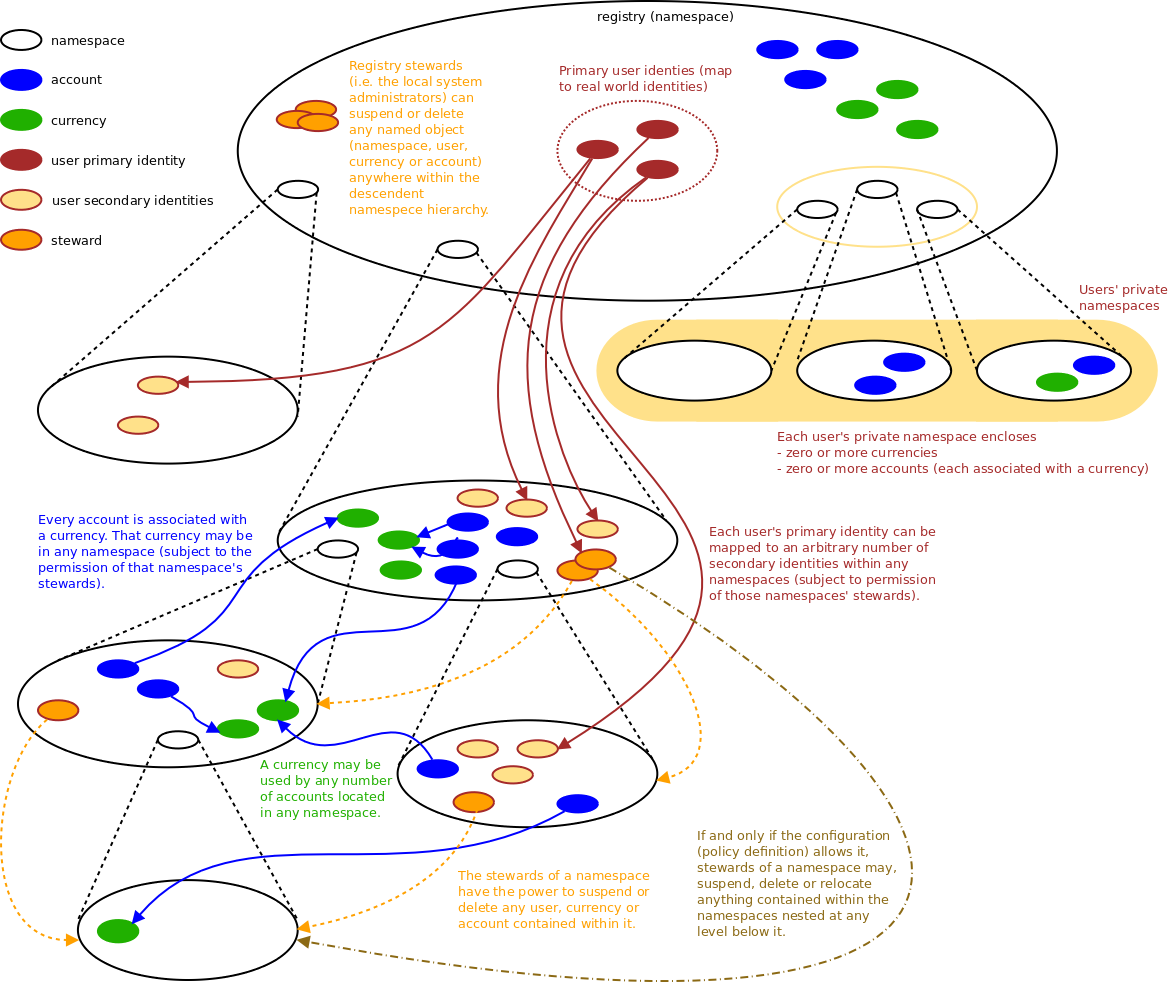 registry (namespace)
namespace
account
currency
user primary identity
user secondary identities
steward
Registry stewards
(i.e. the local system
administrators) can
suspend or delete
any named object
(namespace, user,
currency or account)
anywhere within the
descendent
namespece hierarchy.
Primary user identies (map
to real world identities)
Users' private
namespaces
Each user's private namespace encloses
- zero or more currencies
- zero or more accounts (each associated with a currency)
Every account is associated with
a currency. That currency may be
in any namespace (subject to the
permission of that namespace's
stewards).
Each user's primary identity can be
mapped to an arbitrary number of
secondary identities within any
namespaces (subject to permission
of those namespaces' stewards).
A currency may be
used by any number
of accounts located
in any namespace.
If and only if the configuration
(policy definition) allows it,
stewards of a namespace may,
suspend, delete or relocate
anything contained within the
namespaces nested at any
level below it.
The stewards of a namespace
have the power to suspend or
delete any user, currency or
account contained within it.